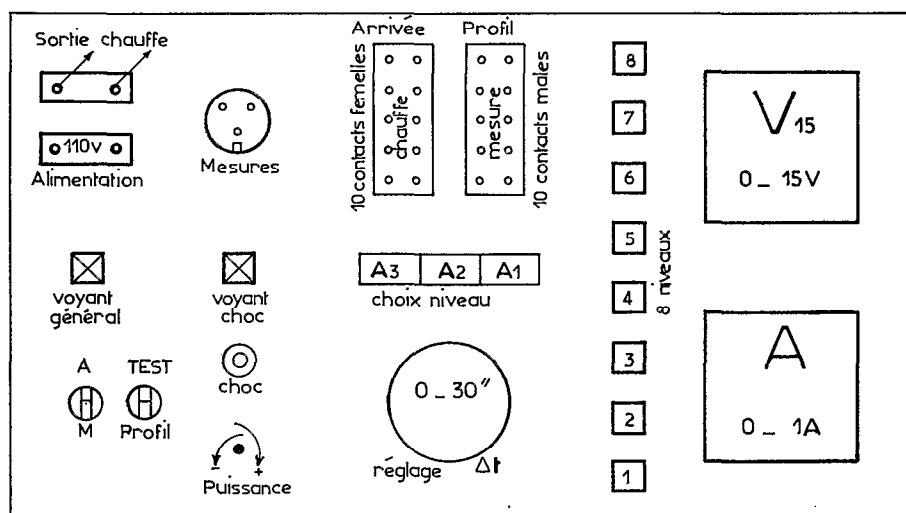 Sortie chauffe
110v
Alimentation
Mesures
Arrivée
10 contacts femelles
chauffe
Profil
mesure
10 contacts males
8
7
6
5
4
3
2
1
8 niveaux
V 15
0 _ 15V
A
0 _ 1A
voyant
général
voyant
choc
A3 A2 A1
choix niveau
A TEST
M Profil
choc
- +
Puissance
0 _ 30"
réglage Δt